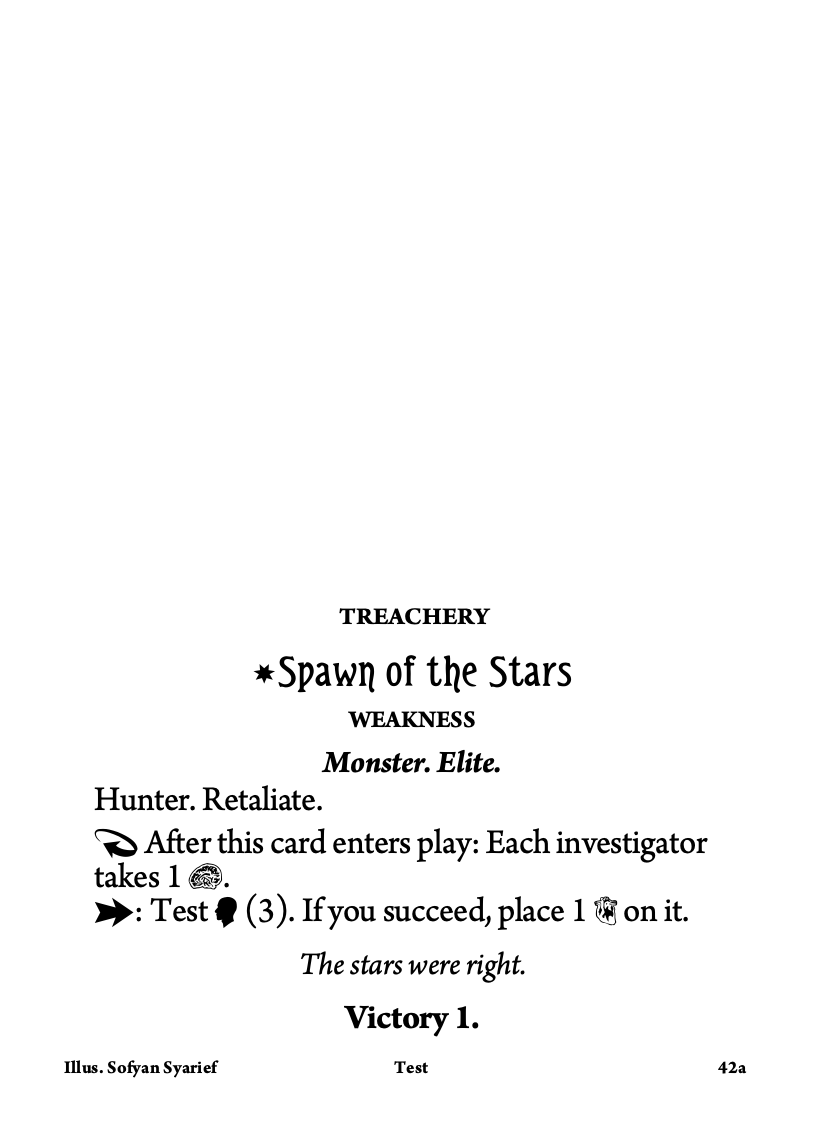 TREACHERY
Spawn of the Stars
WEAKNESS
Monster. Elite.
Hunter. Retaliate.
After this card enters play: Each investigator
takes 1 .
: Test (3). If you succeed, place 1 on it.
The stars were right.
Victory 1.
Illus. Sofyan Syarief
Test
42a